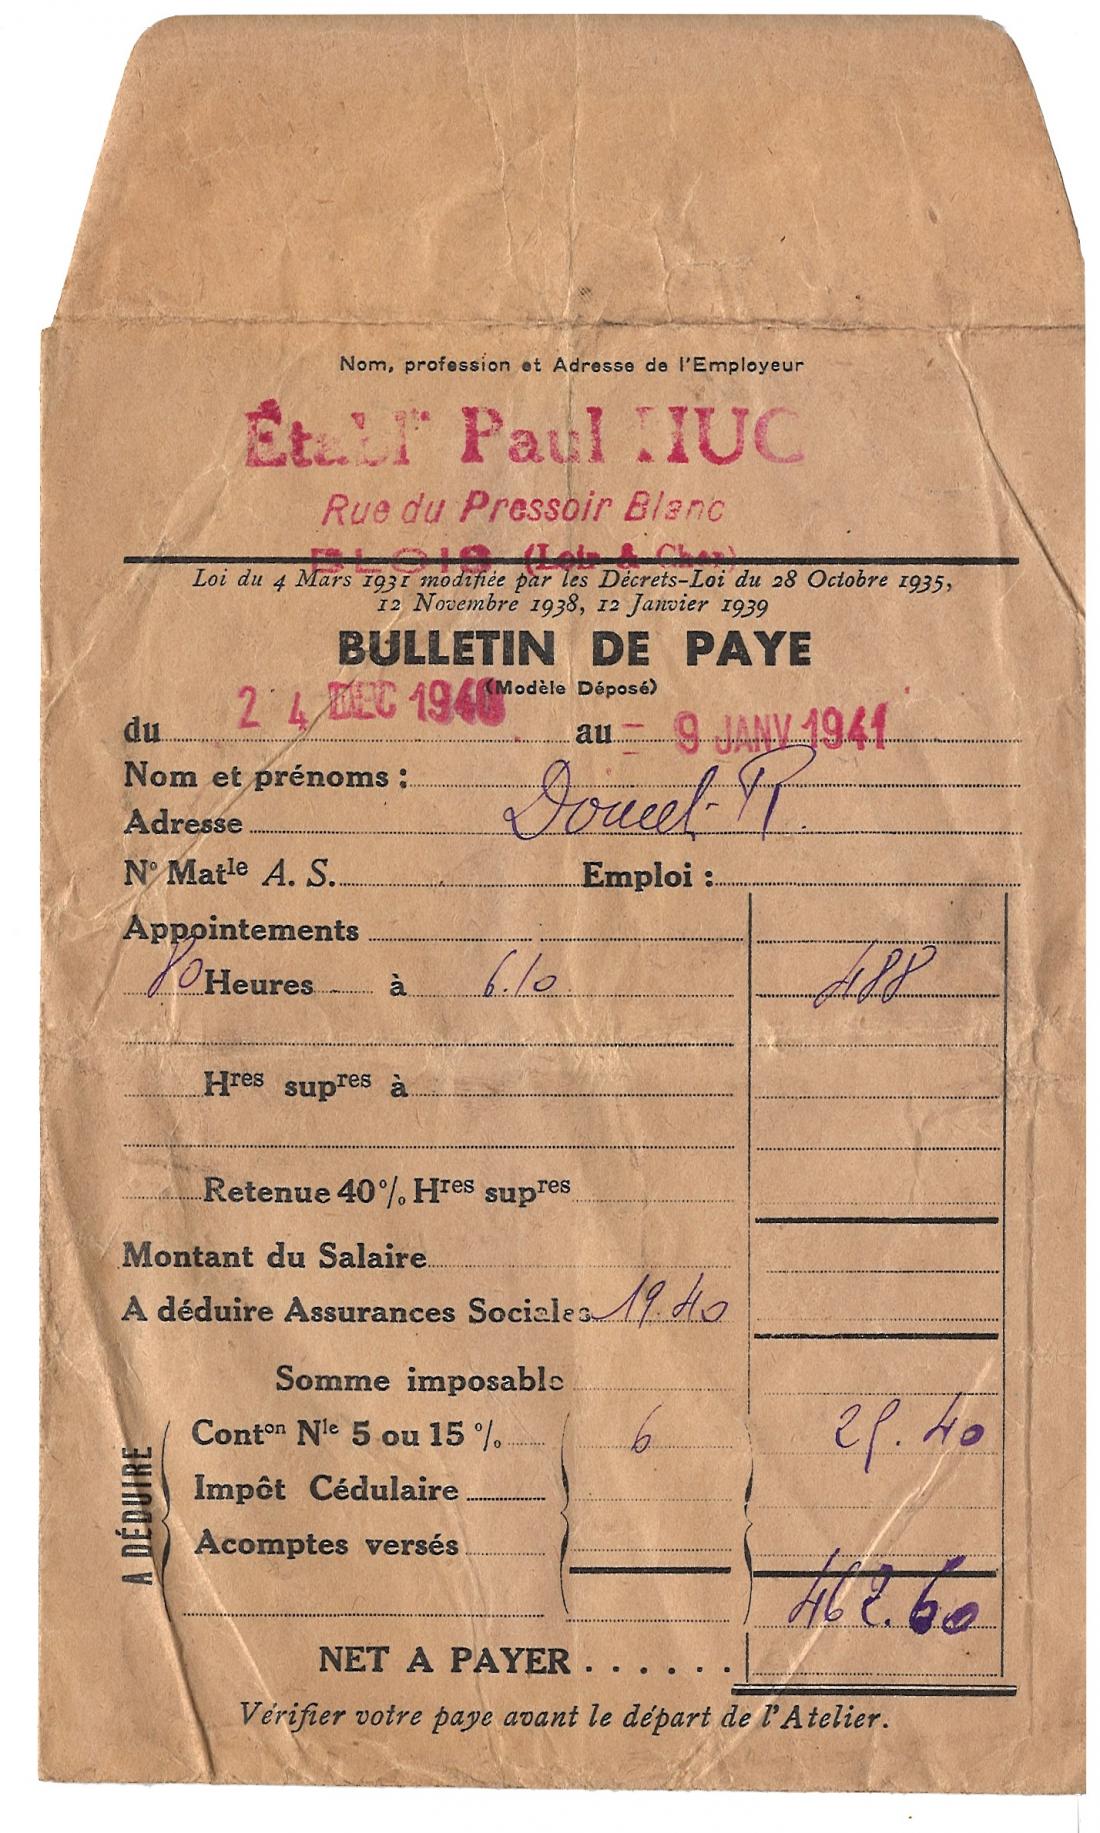 Nom, profession et Adresse de l'Employeur
Établts Paul HUC
Rue du Pressoir Blanc
BLOIS (Loir & Cher)
Loi du 4 Mars 1931 modifiée par les Décrets-Loi du 28 Octobre 1935,
12 Novembre 1938, 12 Janvier 1939
BULLETIN DE PAYE
(Modèle Déposé)
du 24 DEC 1940 au - 9 JANV 1941
Nom et prénoms :
Adresse R.
N° Matle A. S. Emploi :
Appointements
80 Heures à 6.10 488
Hres supres à
Retenue 40% Hres supres
Montant du Salaire
A déduire Assurances Sociales 19.40
Somme imposable
A DÉDUIRE
Conton Nle 5 ou 15 % 6 25.40
Impôt Cédulaire
Acomptes versés
462.60
NET A PAYER ......
Vérifier votre paye avant le départ de l'Atelier.